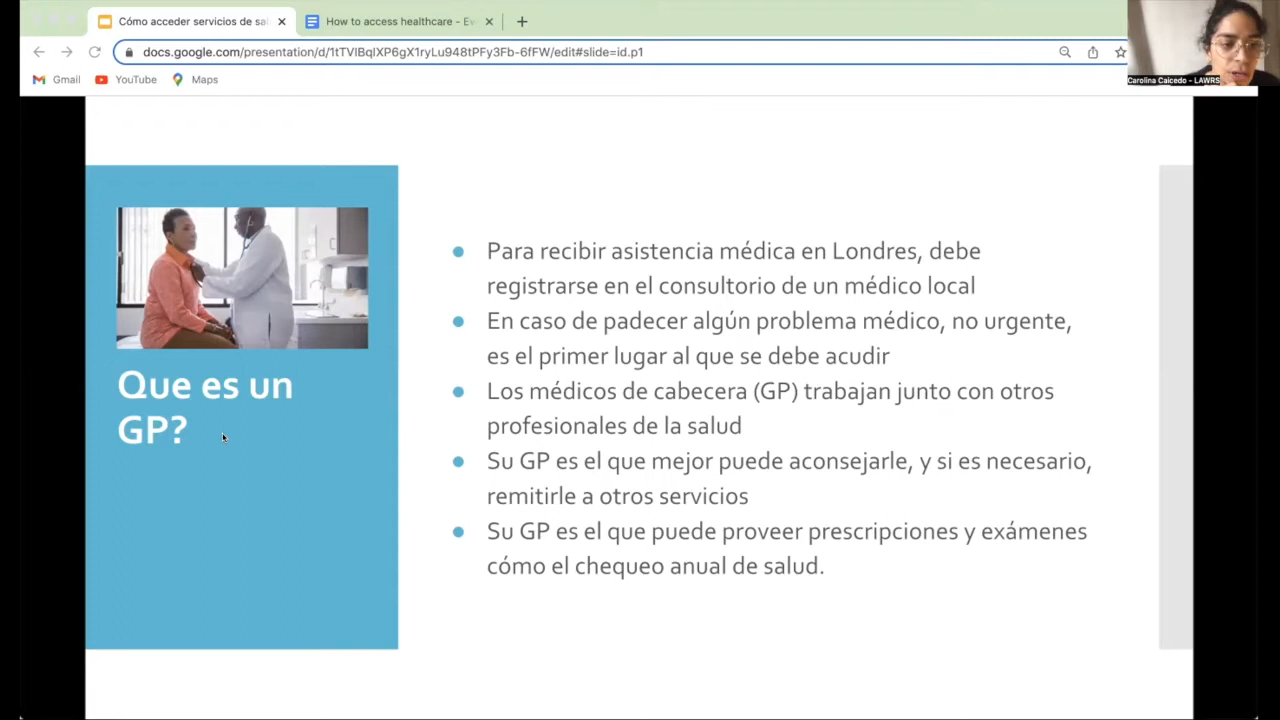 Cómo acceder servicios de sa
How to access healthcare - Ev
docs.google.com/presentation/d/1tTVIBqIXP6gX1ryLu948tPFy3Fb-6fFW/edit#slide=id.p1
Gmail
YouTube
Maps
Carolina Caicedo - LAWRS
Que es un
GP?
Para recibir asistencia médica en Londres, debe
registrarse en el consultorio de un médico local
En caso de padecer algún problema médico, no urgente,
es el primer lugar al que se debe acudir
Los médicos de cabecera (GP) trabajan junto con otros
profesionales de la salud
Su GP es el que mejor puede aconsejarle, y si es necesario,
remitirle a otros servicios
Su GP es el que puede proveer prescripciones y exámenes
cómo el chequeo anual de salud.